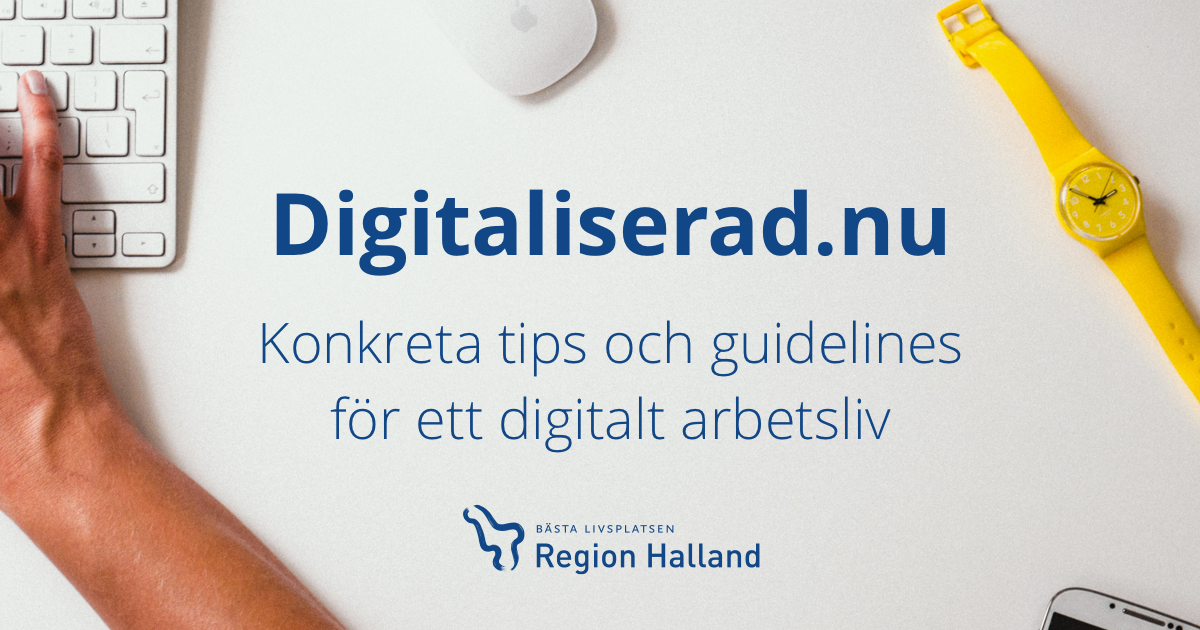 Digitaliserad.nu
Konkreta tips och guidelines
för ett digitalt arbetsliv
BÄSTA LIVSPLATSEN
Region Halland